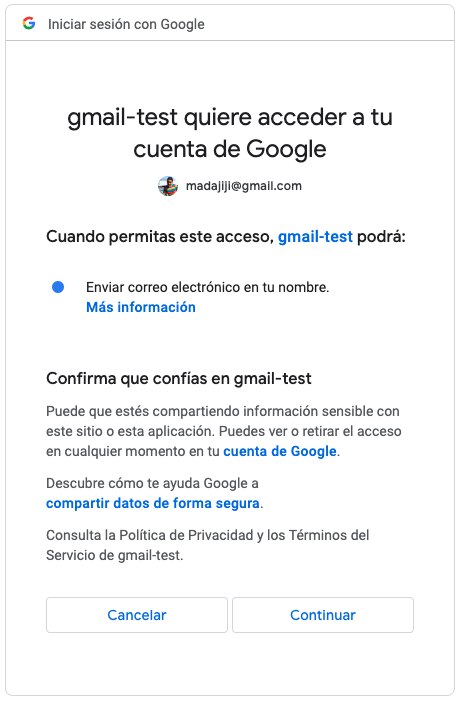 Iniciar sesión con Google
gmail-test quiere acceder a tu
cuenta de Google
madajiji@gmail.com
Cuando permitas este acceso, gmail-test podrá:
Enviar correo electrónico en tu nombre.
Más información
Confirma que confías en gmail-test
Puede que estés compartiendo información sensible con
este sitio o esta aplicación. Puedes ver o retirar el acceso
en cualquier momento en tu cuenta de Google.
Descubre cómo te ayuda Google a
compartir datos de forma segura.
Consulta la Política de Privacidad y los Términos del
Servicio de gmail-test.
Cancelar
Continuar